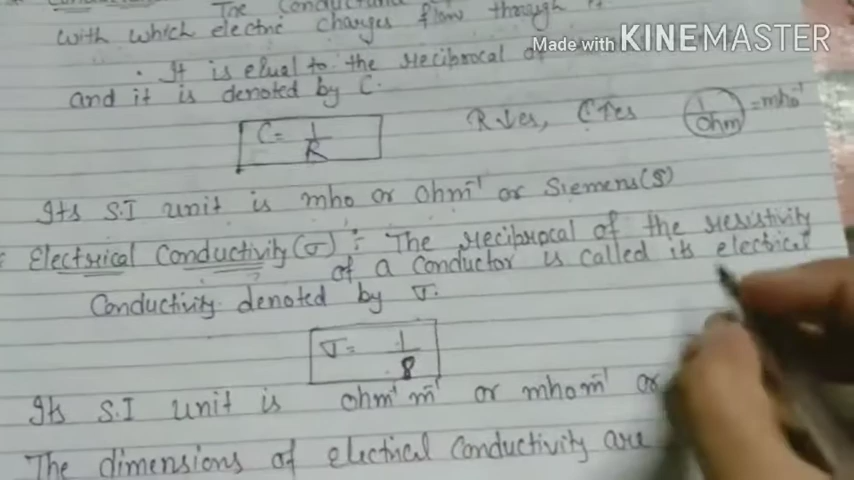 The Conductan
with which electric charges flow through
Made with KINEMASTER
. It is equal to the reciprocal of
and it is denoted by C.
C = 1/R
R↓es, C↑es
1/Ohm = mho⁻¹
Its S.I unit is mho or Ohm⁻¹ or Siemens(S)
Electrical Conductivity (σ) : The reciprocal of the resistivity
of a conductor is called its electrical
Conductivity denoted by σ.
σ = 1/ρ
Its S.I unit is ohm⁻¹ m⁻¹ or mho m⁻¹ or
The dimensions of electrical Conductivity are